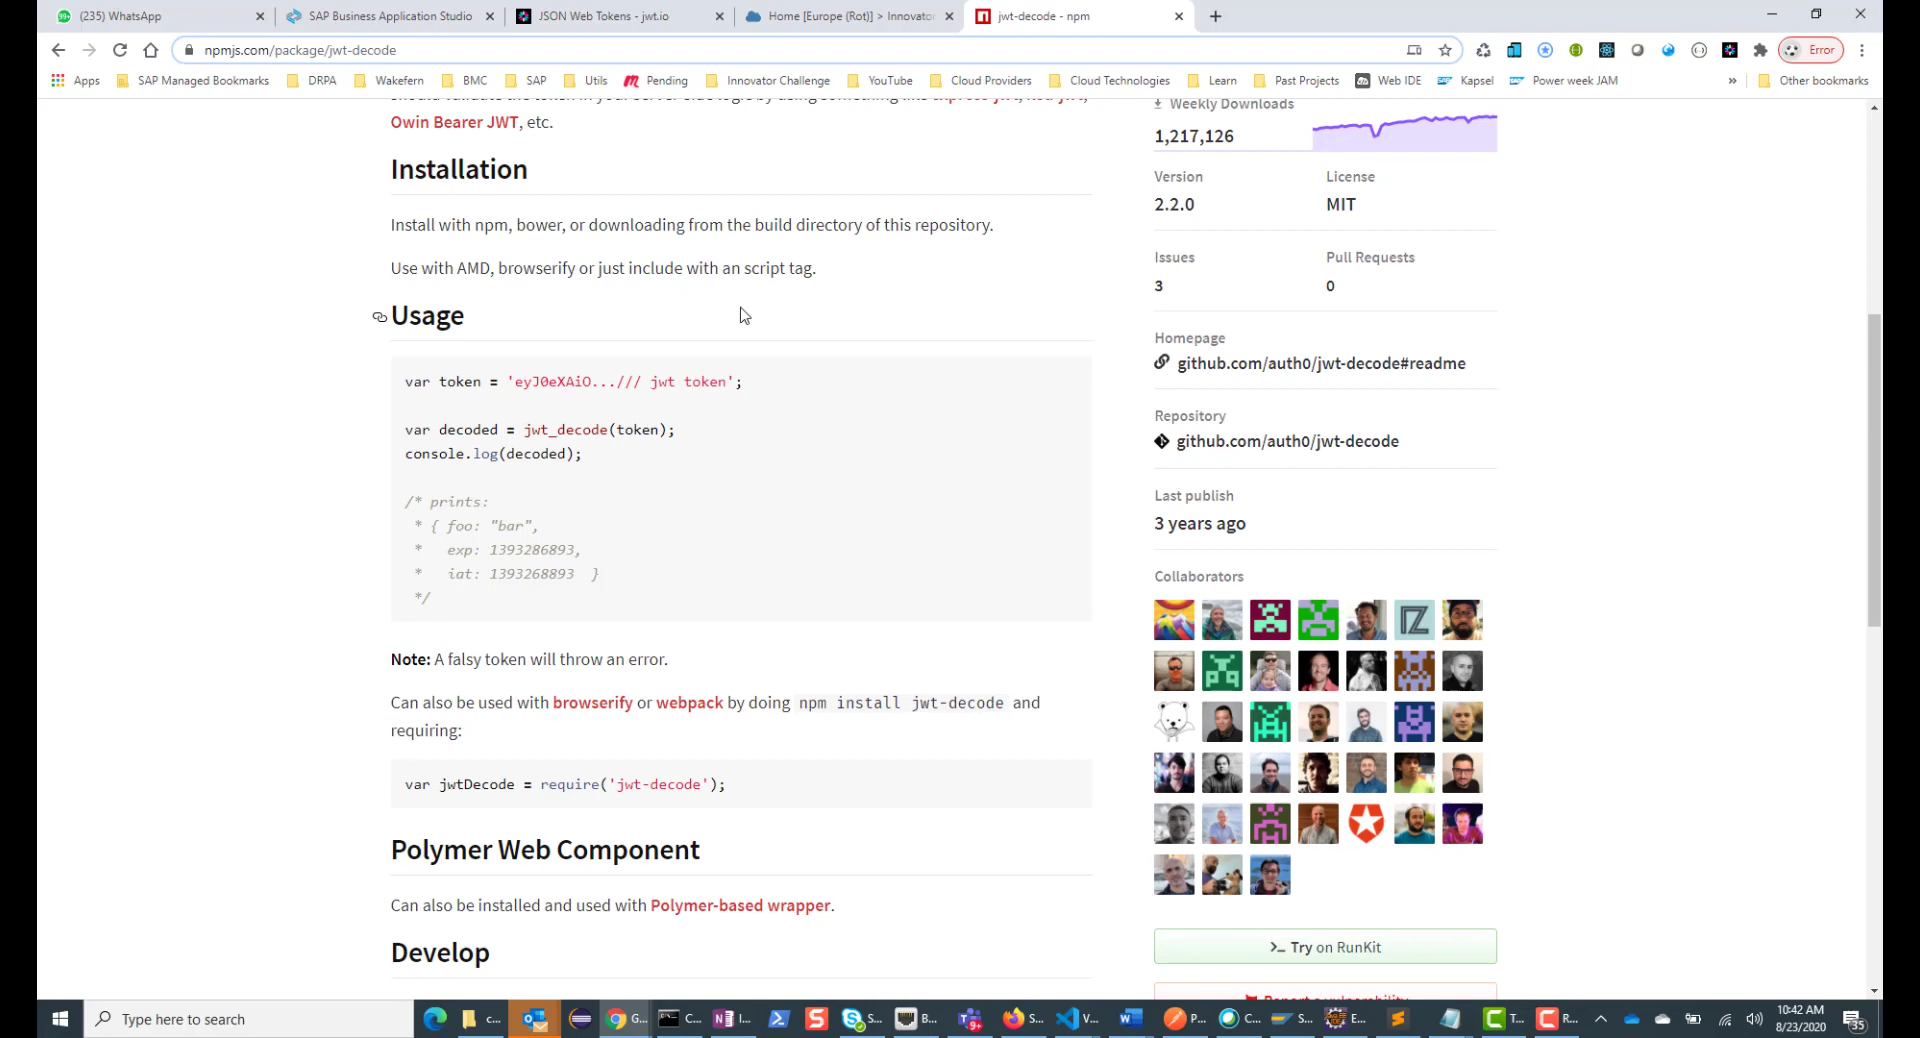 (235) WhatsApp
SAP Business Application Studio
JSON Web Tokens - jwt.io
Home [Europe (Rot)] > Innovator
jwt-decode - npm
npmjs.com/package/jwt-decode
Error
Apps
SAP Managed Bookmarks
DRPA
Wakefern
BMC
SAP
Utils
Pending
Innovator Challenge
YouTube
Cloud Providers
Cloud Technologies
Learn
Past Projects
Web IDE
Kapsel
Power week JAM
»
Other bookmarks
Owin Bearer JWT, etc.
Installation
Install with npm, bower, or downloading from the build directory of this repository.
Use with AMD, browserify or just include with an script tag.
Usage
var token = 'eyJ0eXAiO.../// jwt token';
var decoded = jwt_decode(token);
console.log(decoded);
/* prints:
* { foo: "bar",
*   exp: 1393286893,
*   iat: 1393268893  }
*/
Note: A falsy token will throw an error.
Can also be used with browserify or webpack by doing npm install jwt-decode and
requiring:
var jwtDecode = require('jwt-decode');
Polymer Web Component
Can also be installed and used with Polymer-based wrapper.
Develop
Weekly Downloads
1,217,126
Version
License
2.2.0
MIT
Issues
Pull Requests
3
0
Homepage
github.com/auth0/jwt-decode#readme
Repository
github.com/auth0/jwt-decode
Last publish
3 years ago
Collaborators
Try on RunKit
Type here to search
c...
G...
C...
I...
S...
B...
9+
S...
V...
P...
C...
S...
E...
T...
R...
10:42 AM
8/23/2020
35